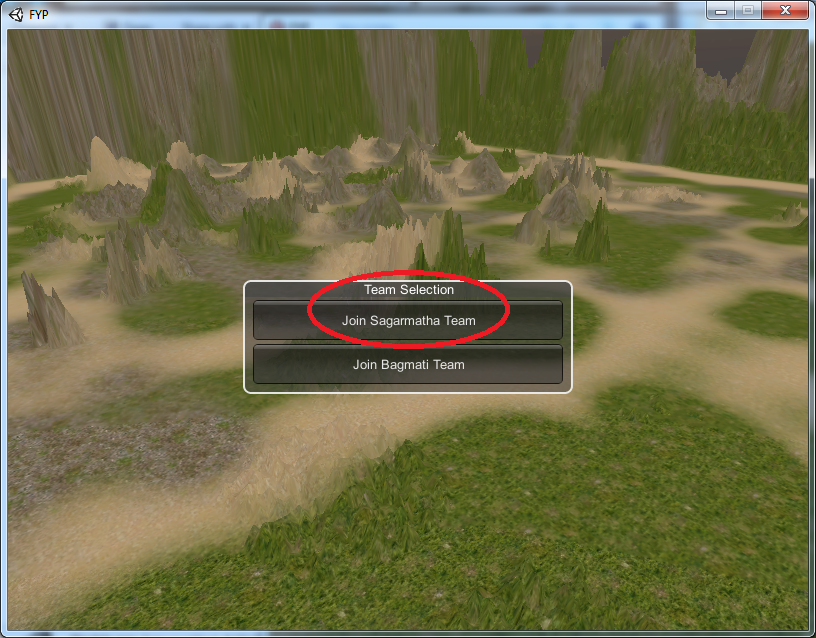 FYP
Team Selection
Join Sagarmatha Team
Join Bagmati Team